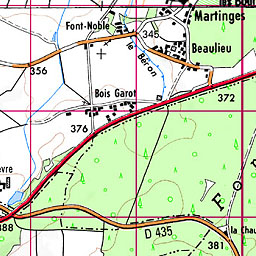 Martinges
Font-Noble
345
le Béron
Beaulieu
356
Bois Garot
372
376
388
D 435
la Chau
381
F o